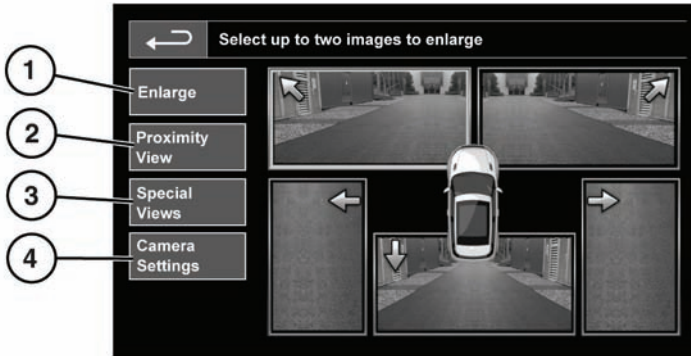 Select up to two images to enlarge
1
Enlarge
2
Proximity
View
3
Special
Views
4
Camera
Settings